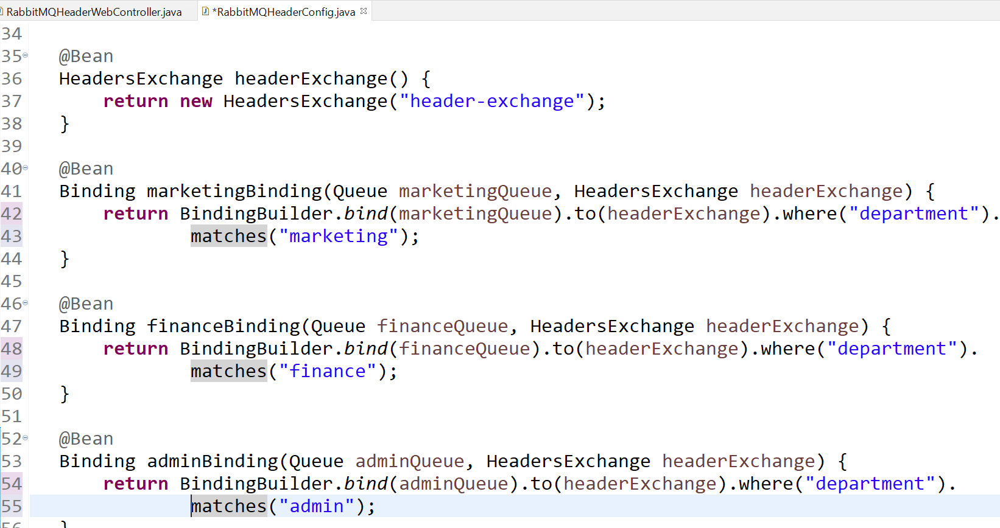 RabbitMQHeaderWebController.java *RabbitMQHeaderConfig.java
34
35 @Bean
36 HeadersExchange headerExchange() {
37 return new HeadersExchange("header-exchange");
38 }
39
40 @Bean
41 Binding marketingBinding(Queue marketingQueue, HeadersExchange headerExchange) {
42 return BindingBuilder.bind(marketingQueue).to(headerExchange).where("department").
43 matches("marketing");
44 }
45
46 @Bean
47 Binding financeBinding(Queue financeQueue, HeadersExchange headerExchange) {
48 return BindingBuilder.bind(financeQueue).to(headerExchange).where("department").
49 matches("finance");
50 }
51
52 @Bean
53 Binding adminBinding(Queue adminQueue, HeadersExchange headerExchange) {
54 return BindingBuilder.bind(adminQueue).to(headerExchange).where("department").
55 matches("admin");
56 }